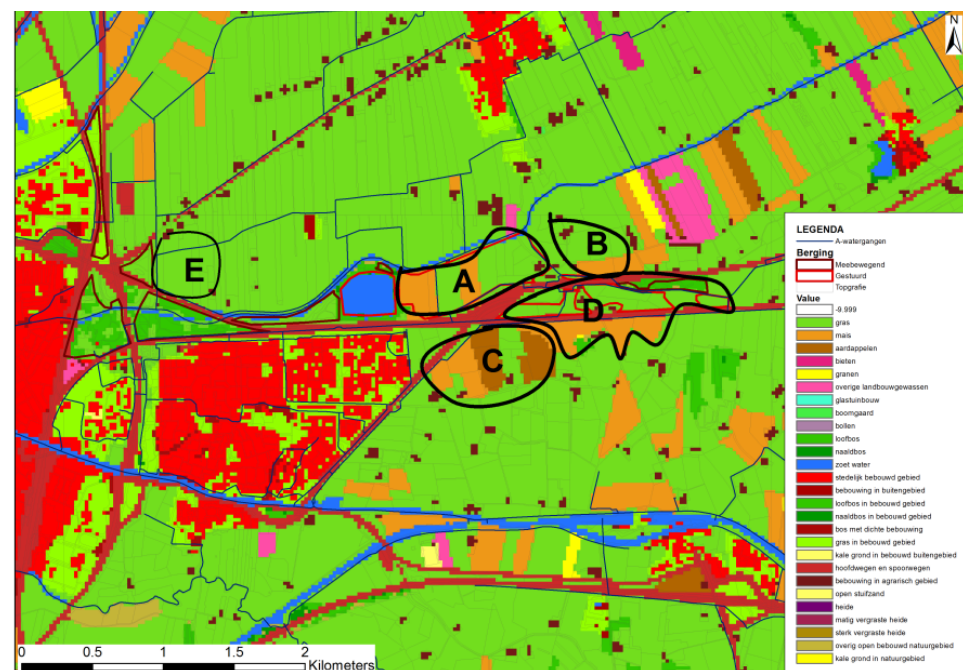 N
E
A
B
D
C
0 0.5 1 1.5 2
Kilometers
LEGENDA
A-watergangen
Berging
Meebewegend
Gestuurd
Topgrafie
Value
-9.999
gras
mais
aardappelen
bieten
granen
overige landbouwgewassen
glastuinbouw
boomgaard
bollen
loofbos
naaldbos
zoet water
stedelijk bebouwd gebied
bebouwing in buitengebied
loofbos in bebouwd gebied
naaldbos in bebouwd gebied
bos met dichte bebouwing
gras in bebouwd gebied
kale grond in bebouwd buitengebied
hoofdwegen en spoorwegen
bebouwing in agrarisch gebied
open stuifzand
heide
matig vergraste heide
sterk vergraste heide
overig open bebouwd natuurgebied
kale grond in natuurgebied